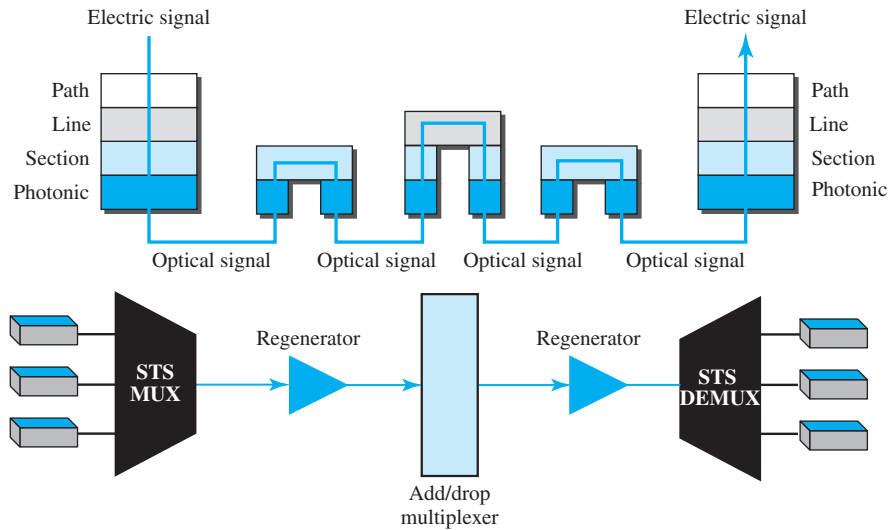 Electric signal
Electric signal
Path
Line
Section
Photonic
Path
Line
Section
Photonic
Optical signal
Optical signal
Optical signal
Optical signal
STS
MUX
Regenerator
Regenerator
STS
DEMUX
Add/drop
multiplexer